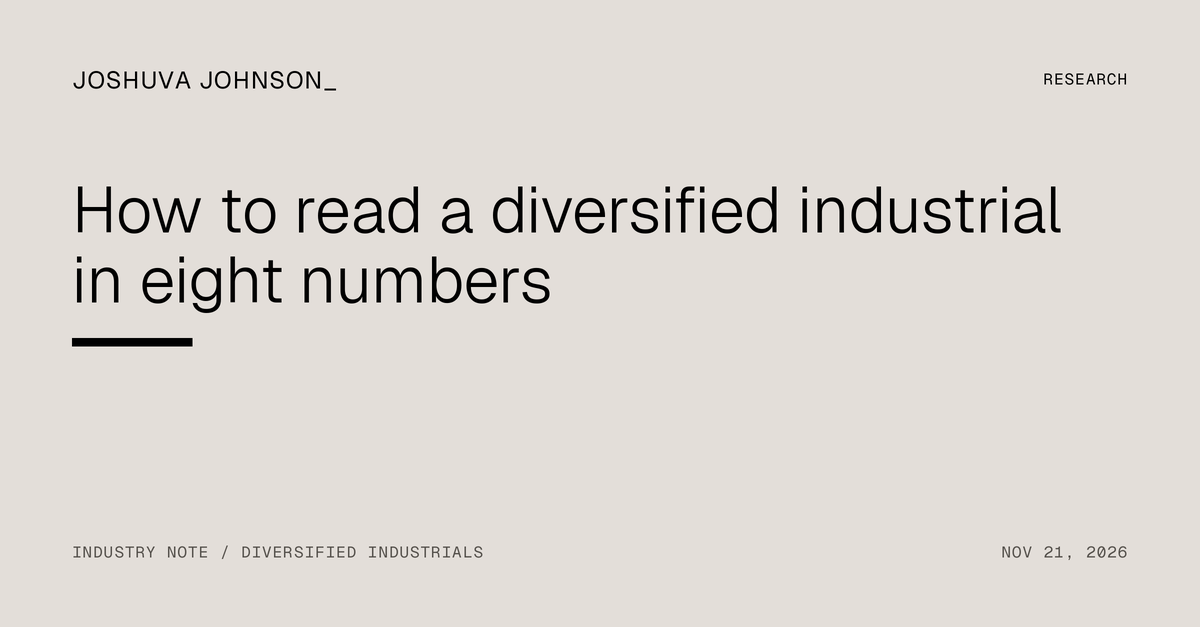 JOSHUVA JOHNSON_
RESEARCH
How to read a diversified industrial
in eight numbers
INDUSTRY NOTE / DIVERSIFIED INDUSTRIALS
NOV 21, 2026